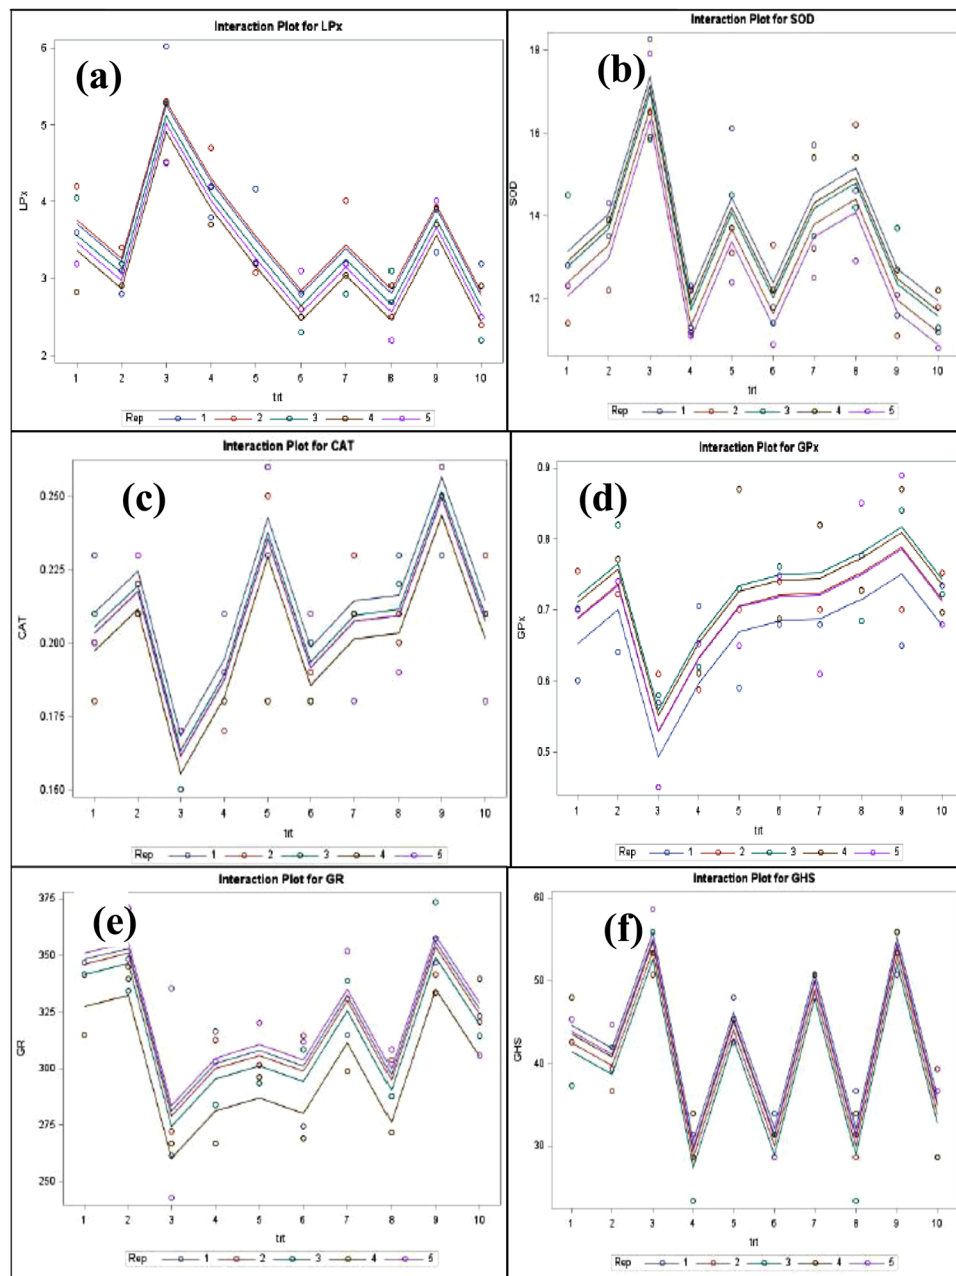 Interaction Plot for LPx
(a)
LPx
6
5
4
3
2
1 2 3 4 5 6 7 8 9 10
trt
Rep 1 2 3 4 5
Interaction Plot for SOD
(b)
SOD
18
16
14
12
1 2 3 4 5 6 7 8 9 10
trt
Rep 1 2 3 4 5
Interaction Plot for CAT
(c)
CAT
0.250
0.225
0.200
0.175
0.150
1 2 3 4 5 6 7 8 9 10
trt
Rep 1 2 3 4 5
Interaction Plot for GPx
(d)
GPx
0.9
0.8
0.7
0.6
0.5
1 2 3 4 5 6 7 8 9 10
trt
Rep 1 2 3 4 5
Interaction Plot for GR
(e)
GR
375
350
325
300
275
250
1 2 3 4 5 6 7 8 9 10
trt
Rep 1 2 3 4 5
Interaction Plot for GHS
(f)
GHS
60
50
40
30
1 2 3 4 5 6 7 8 9 10
trt
Rep 1 2 3 4 5